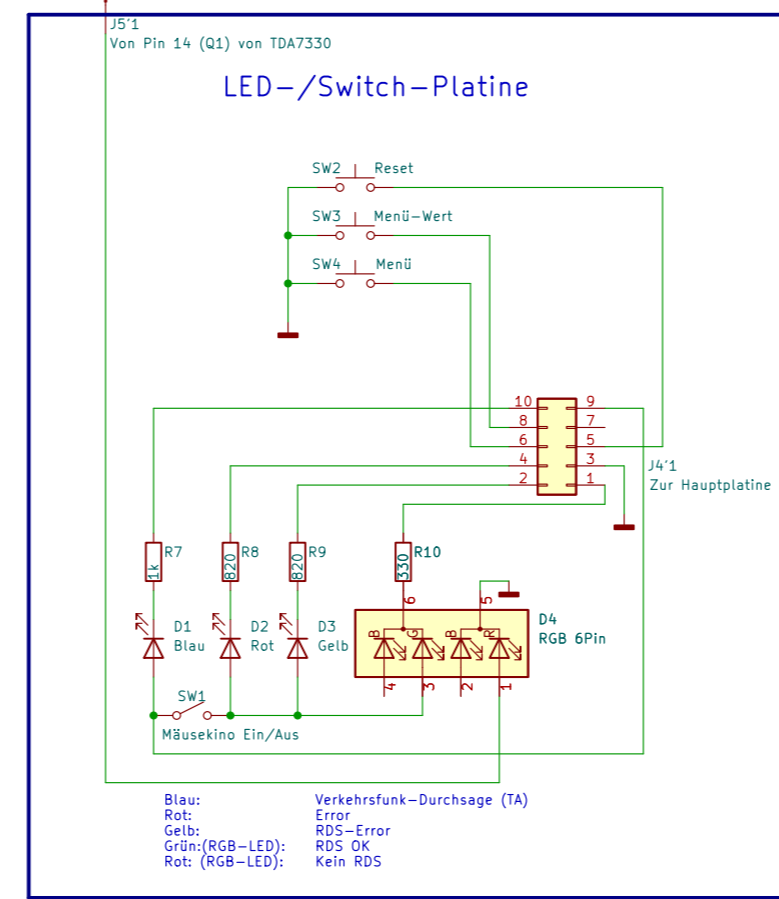 J5'1
Von Pin 14 (Q1) von TDA7330
LED-/Switch-Platine
SW2 Reset
SW3 Menü-Wert
SW4 Menü
10 9
8 7
6 5
4 3
2 1
J4'1
Zur Hauptplatine
R7 1k
R8 820
R9 820
R10 330
6 5
D1 Blau
D2 Rot
D3 Gelb
D4
RGB 6Pin
B G B R
4 3 2 1
SW1
Mäusekino Ein/Aus
Blau: Verkehrsfunk-Durchsage (TA)
Rot: Error
Gelb: RDS-Error
Grün:(RGB-LED): RDS OK
Rot: (RGB-LED): Kein RDS